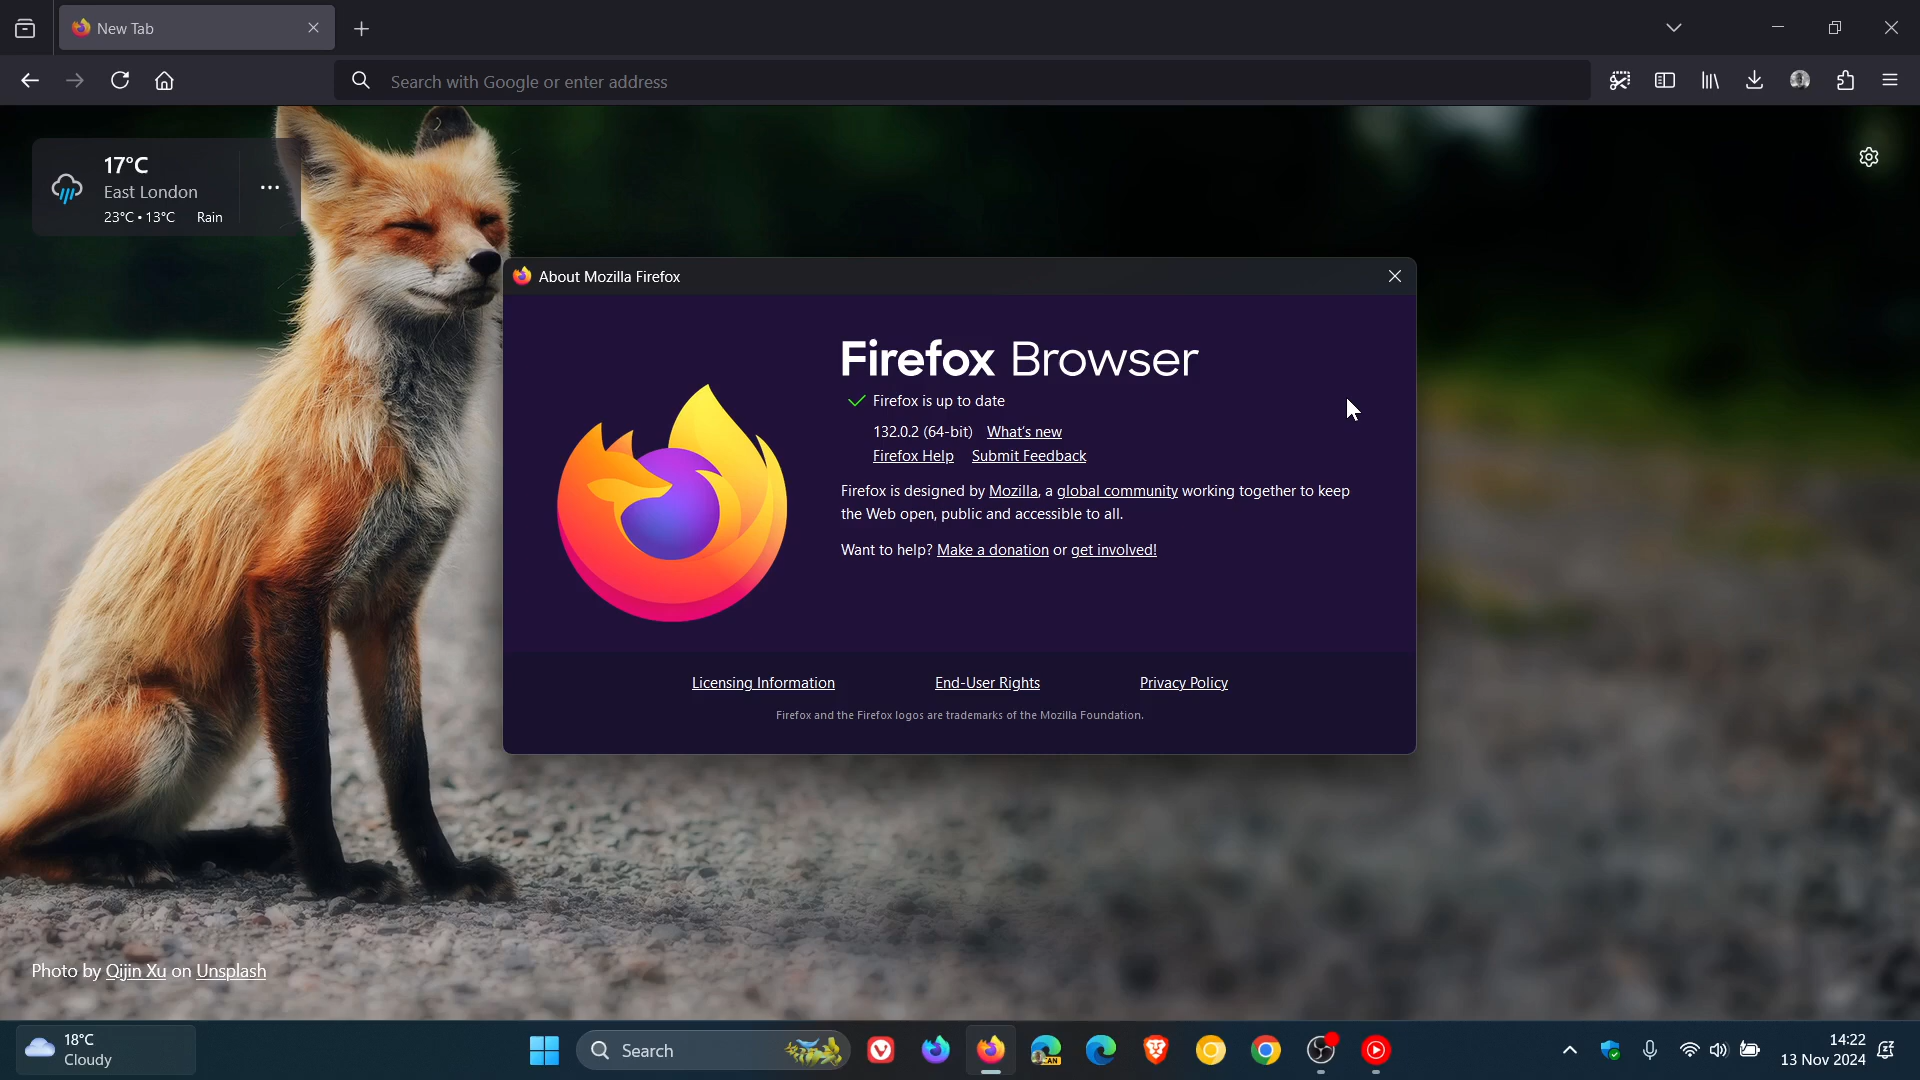 New Tab
Search with Google or enter address
17°C
East London
23°C • 13°C Rain
About Mozilla Firefox
Firefox Browser
Firefox is up to date
132.0.2 (64-bit) What's new
Firefox Help Submit Feedback
Firefox is designed by Mozilla, a global community working together to keep
the Web open, public and accessible to all.
Want to help? Make a donation or get involved!
Licensing Information End-User Rights Privacy Policy
Firefox and the Firefox logos are trademarks of the Mozilla Foundation.
Photo by Qijin Xu on Unsplash
18°C
Cloudy
Search
CAN
14:22
13 Nov 2024